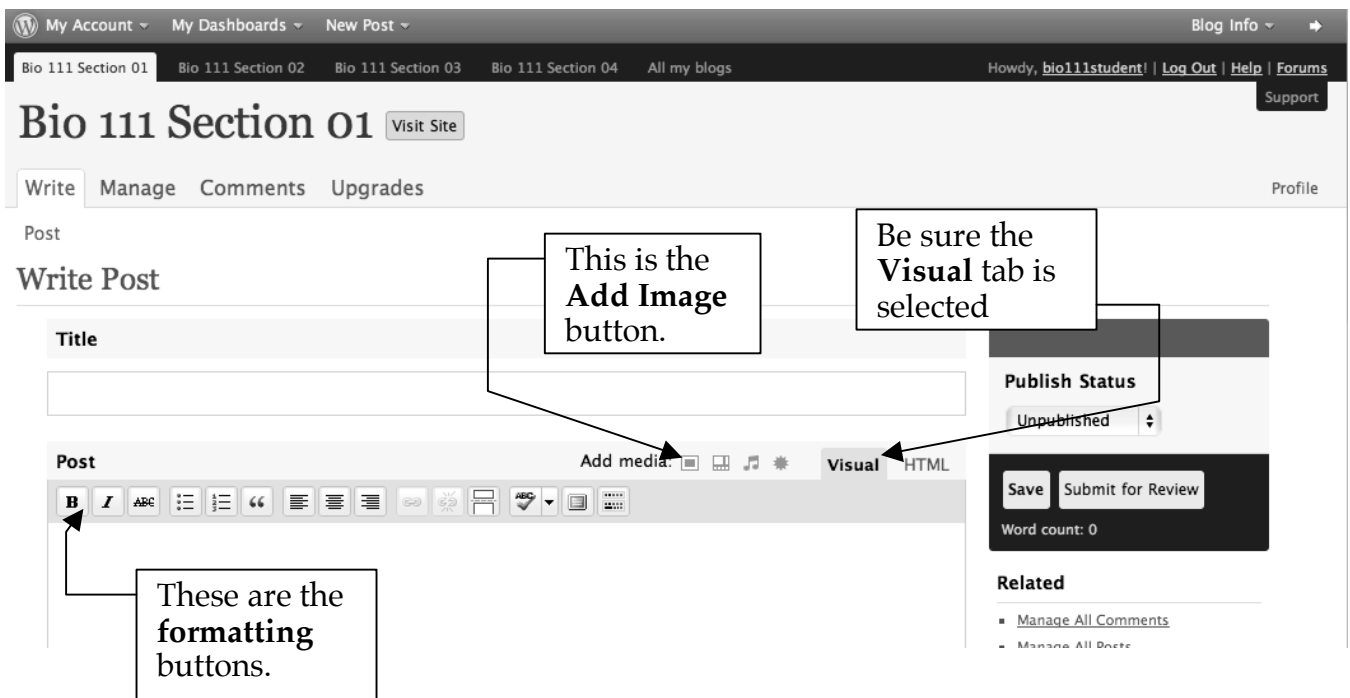 My Account My Dashboards New Post Blog Info
Bio 111 Section 01 Bio 111 Section 02 Bio 111 Section 03 Bio 111 Section 04 All my blogs Howdy, bio111student! | Log Out | Help | Forums
Support
Bio 111 Section 01 Visit Site
Write Manage Comments Upgrades Profile
Post
Write Post
This is the
Add Image
button.
Be sure the
Visual tab is
selected
Title
Publish Status
Unpublished
Post Add media: Visual HTML
B I ABC ABC
Save Submit for Review
Word count: 0
These are the
formatting
buttons.
Related
Manage All Comments
Manage All Posts